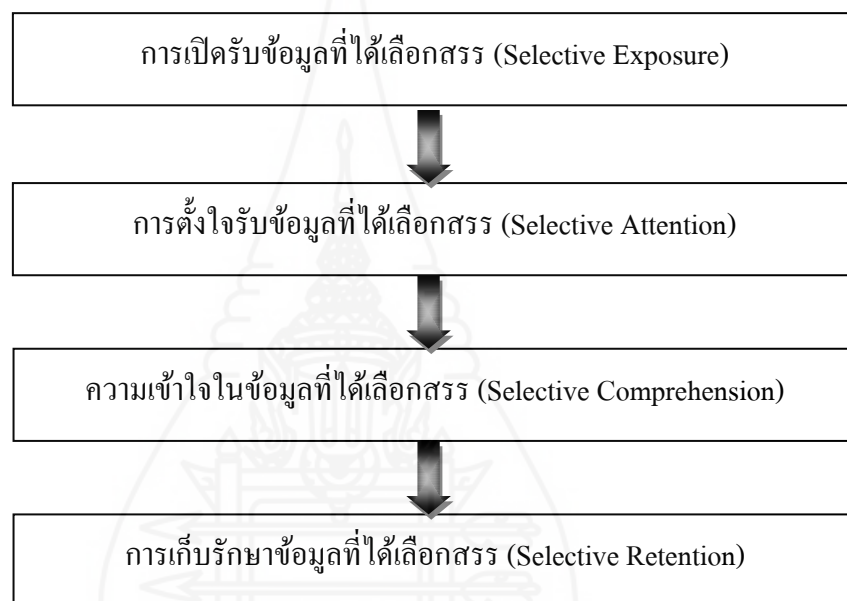 การเปิดรับข้อมูลที่ได้เลือกสรร (Selective Exposure)
การตั้งใจรับข้อมูลที่ได้เลือกสรร (Selective Attention)
ความเข้าใจในข้อมูลที่ได้เลือกสรร (Selective Comprehension)
การเก็บรักษาข้อมูลที่ได้เลือกสรร (Selective Retention)